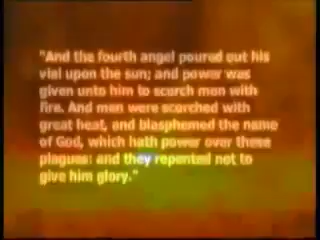 "And the fourth angel poured out his
vial upon the sun; and power was
given unto him to scorch men with
fire. And men were scorched with
great heat, and blasphemed the name
of God, which hath power over these
plagues: and they repented not to
give him glory."